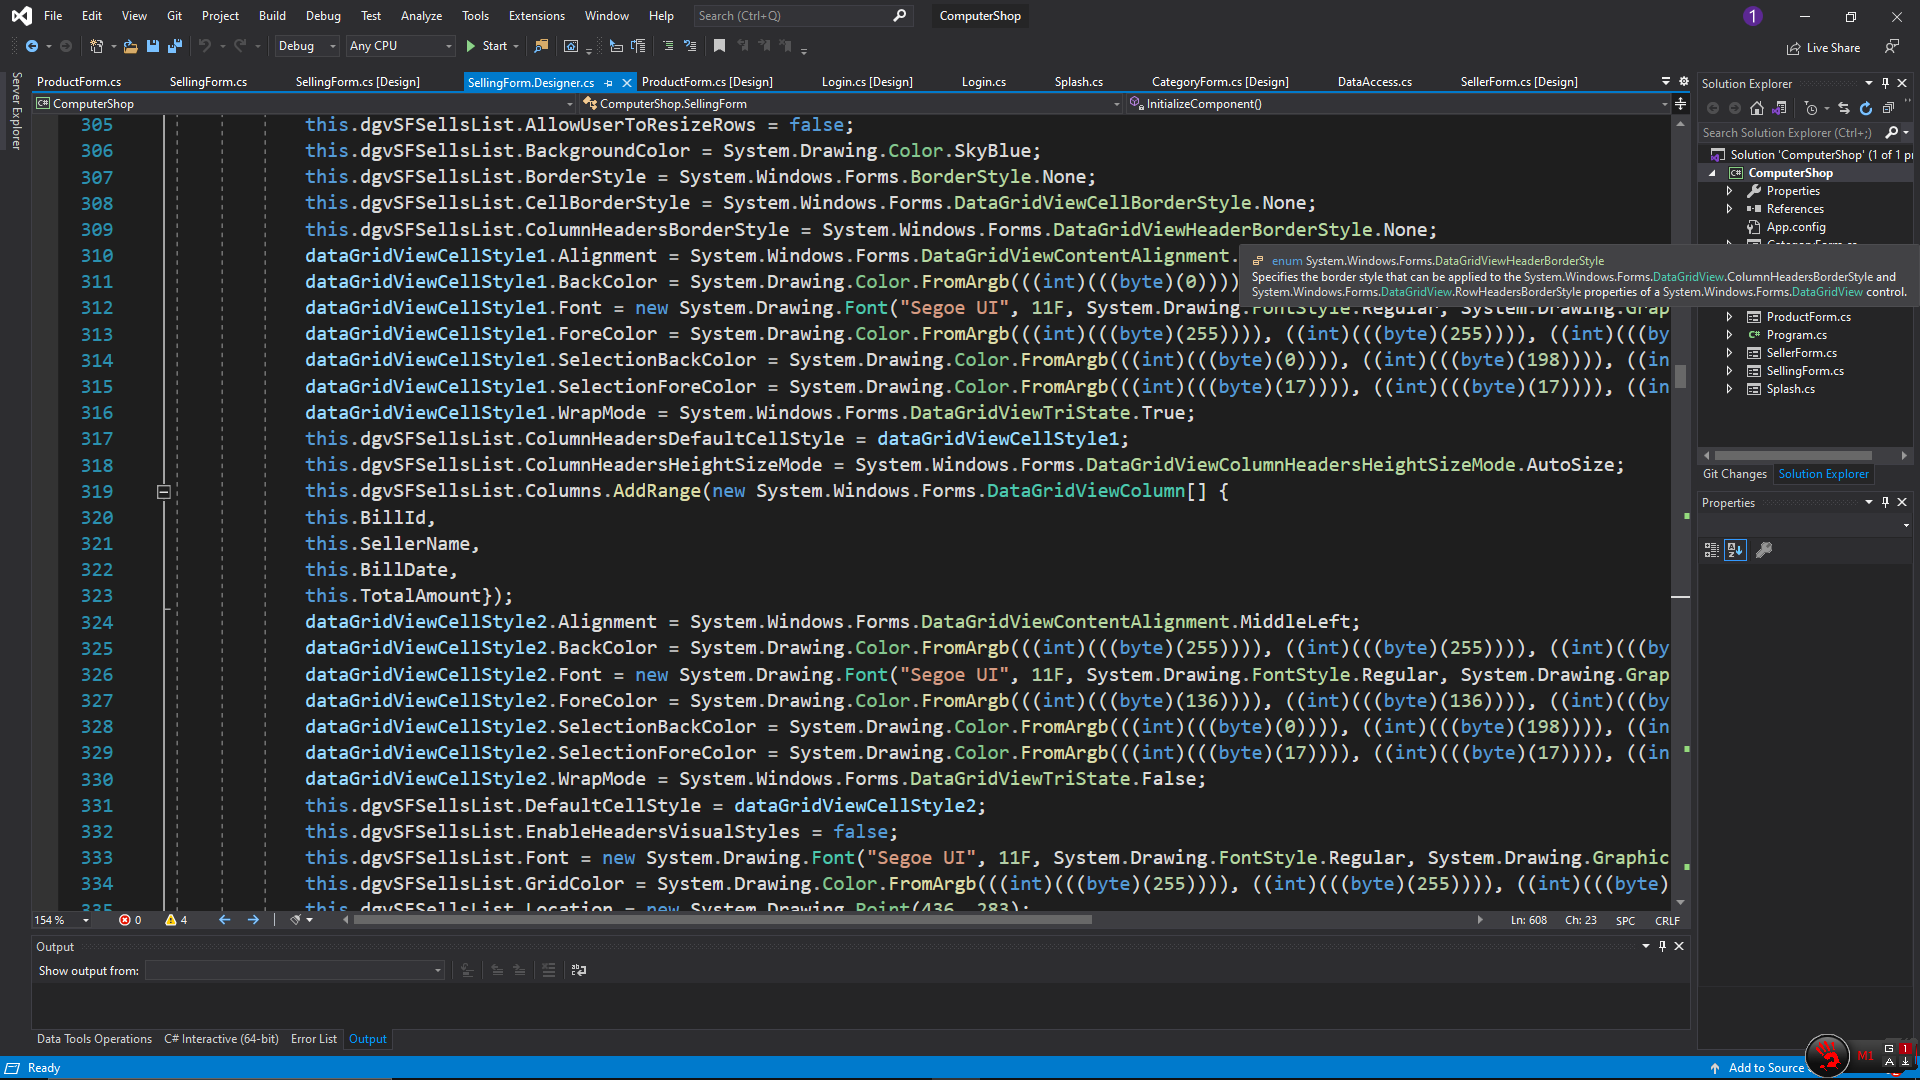 File Edit View Git Project Build Debug Test Analyze Tools Extensions Window Help Search (Ctrl+Q) ComputerShop 1
Debug Any CPU Start Live Share
Server Explorer
ProductForm.cs SellingForm.cs SellingForm.cs [Design] SellingForm.Designer.cs ProductForm.cs [Design] Login.cs [Design] Login.cs Splash.cs CategoryForm.cs [Design] DataAccess.cs SellerForm.cs [Design]
ComputerShop ComputerShop.SellingForm InitializeComponent()
305 this.dgvSFSellsList.AllowUserToResizeRows = false;
306 this.dgvSFSellsList.BackgroundColor = System.Drawing.Color.SkyBlue;
307 this.dgvSFSellsList.BorderStyle = System.Windows.Forms.BorderStyle.None;
308 this.dgvSFSellsList.CellBorderStyle = System.Windows.Forms.DataGridViewCellBorderStyle.None;
309 this.dgvSFSellsList.ColumnHeadersBorderStyle = System.Windows.Forms.DataGridViewHeaderBorderStyle.None;
310 dataGridViewCellStyle1.Alignment = System.Windows.Forms.DataGridViewContentAlignment.
311 dataGridViewCellStyle1.BackColor = System.Drawing.Color.FromArgb(((int)(((byte)(0))))
312 dataGridViewCellStyle1.Font = new System.Drawing.Font("Segoe UI", 11F, System.Drawing.FontStyle.Regular, System.Drawing.Grap
313 dataGridViewCellStyle1.ForeColor = System.Drawing.Color.FromArgb(((int)(((byte)(255)))), ((int)(((byte)(255)))), ((int)(((by
314 dataGridViewCellStyle1.SelectionBackColor = System.Drawing.Color.FromArgb(((int)(((byte)(0)))), ((int)(((byte)(198)))), ((in
315 dataGridViewCellStyle1.SelectionForeColor = System.Drawing.Color.FromArgb(((int)(((byte)(17)))), ((int)(((byte)(17)))), ((in
316 dataGridViewCellStyle1.WrapMode = System.Windows.Forms.DataGridViewTriState.True;
317 this.dgvSFSellsList.ColumnHeadersDefaultCellStyle = dataGridViewCellStyle1;
318 this.dgvSFSellsList.ColumnHeadersHeightSizeMode = System.Windows.Forms.DataGridViewColumnHeadersHeightSizeMode.AutoSize;
319 this.dgvSFSellsList.Columns.AddRange(new System.Windows.Forms.DataGridViewColumn[] {
320 this.BillId,
321 this.SellerName,
322 this.BillDate,
323 this.TotalAmount});
324 dataGridViewCellStyle2.Alignment = System.Windows.Forms.DataGridViewContentAlignment.MiddleLeft;
325 dataGridViewCellStyle2.BackColor = System.Drawing.Color.FromArgb(((int)(((byte)(255)))), ((int)(((byte)(255)))), ((int)(((by
326 dataGridViewCellStyle2.Font = new System.Drawing.Font("Segoe UI", 11F, System.Drawing.FontStyle.Regular, System.Drawing.Grap
327 dataGridViewCellStyle2.ForeColor = System.Drawing.Color.FromArgb(((int)(((byte)(136)))), ((int)(((byte)(136)))), ((int)(((by
328 dataGridViewCellStyle2.SelectionBackColor = System.Drawing.Color.FromArgb(((int)(((byte)(0)))), ((int)(((byte)(198)))), ((in
329 dataGridViewCellStyle2.SelectionForeColor = System.Drawing.Color.FromArgb(((int)(((byte)(17)))), ((int)(((byte)(17)))), ((in
330 dataGridViewCellStyle2.WrapMode = System.Windows.Forms.DataGridViewTriState.False;
331 this.dgvSFSellsList.DefaultCellStyle = dataGridViewCellStyle2;
332 this.dgvSFSellsList.EnableHeadersVisualStyles = false;
333 this.dgvSFSellsList.Font = new System.Drawing.Font("Segoe UI", 11F, System.Drawing.FontStyle.Regular, System.Drawing.Graphic
334 this.dgvSFSellsList.GridColor = System.Drawing.Color.FromArgb(((int)(((byte)(255)))), ((int)(((byte)(255)))), ((int)(((byte)
335 this.dgvSFSellsList.Location = new System.Drawing.Point(436, 283);
enum System.Windows.Forms.DataGridViewHeaderBorderStyle
Specifies the border style that can be applied to the System.Windows.Forms.DataGridView.ColumnHeadersBorderStyle and
System.Windows.Forms.DataGridView.RowHeadersBorderStyle properties of a System.Windows.Forms.DataGridView control.
154 % 0 4 Ln: 608 Ch: 23 SPC CRLF
Output
Show output from:
Data Tools Operations C# Interactive (64-bit) Error List Output
Solution Explorer
Search Solution Explorer (Ctrl+;)
Solution 'ComputerShop' (1 of 1 pr
C# ComputerShop
Properties
References
App.config
CategoryForm.cs
ProductForm.cs
C# Program.cs
SellerForm.cs
SellingForm.cs
Splash.cs
Git Changes Solution Explorer
Properties
Ready Add to Source
M1 G 1
A